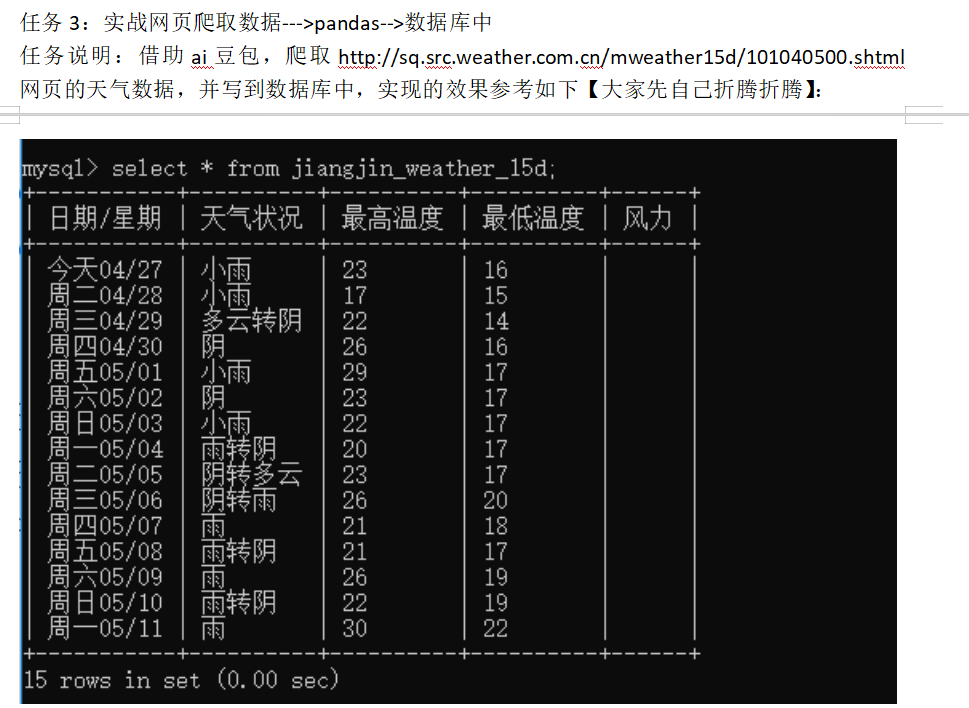 任务 3：实战网页爬取数据--->pandas-->数据库中
任务说明：借助 ai 豆包，爬取 http://sq.src.weather.com.cn/mweather15d/101040500.shtml
网页的天气数据，并写到数据库中，实现的效果参考如下【大家先自己折腾折腾】：
mysql> select * from jiangjin_weather_15d;
+-----------+----------+----------+----------+------+
| 日期/星期 | 天气状况 | 最高温度 | 最低温度 | 风力 |
+-----------+----------+----------+----------+------+
| 今天04/27 | 小雨 | 23 | 16 | |
| 周二04/28 | 小雨 | 17 | 15 | |
| 周三04/29 | 多云转阴 | 22 | 14 | |
| 周四04/30 | 阴 | 26 | 16 | |
| 周五05/01 | 小雨 | 29 | 17 | |
| 周六05/02 | 阴 | 23 | 17 | |
| 周日05/03 | 小雨 | 22 | 17 | |
| 周一05/04 | 雨转阴 | 20 | 17 | |
| 周二05/05 | 阴转多云 | 23 | 17 | |
| 周三05/06 | 阴转雨 | 26 | 20 | |
| 周四05/07 | 雨 | 21 | 18 | |
| 周五05/08 | 雨转阴 | 21 | 17 | |
| 周六05/09 | 雨 | 26 | 19 | |
| 周日05/10 | 雨转阴 | 22 | 19 | |
| 周一05/11 | 雨 | 30 | 22 | |
+-----------+----------+----------+----------+------+
15 rows in set (0.00 sec)